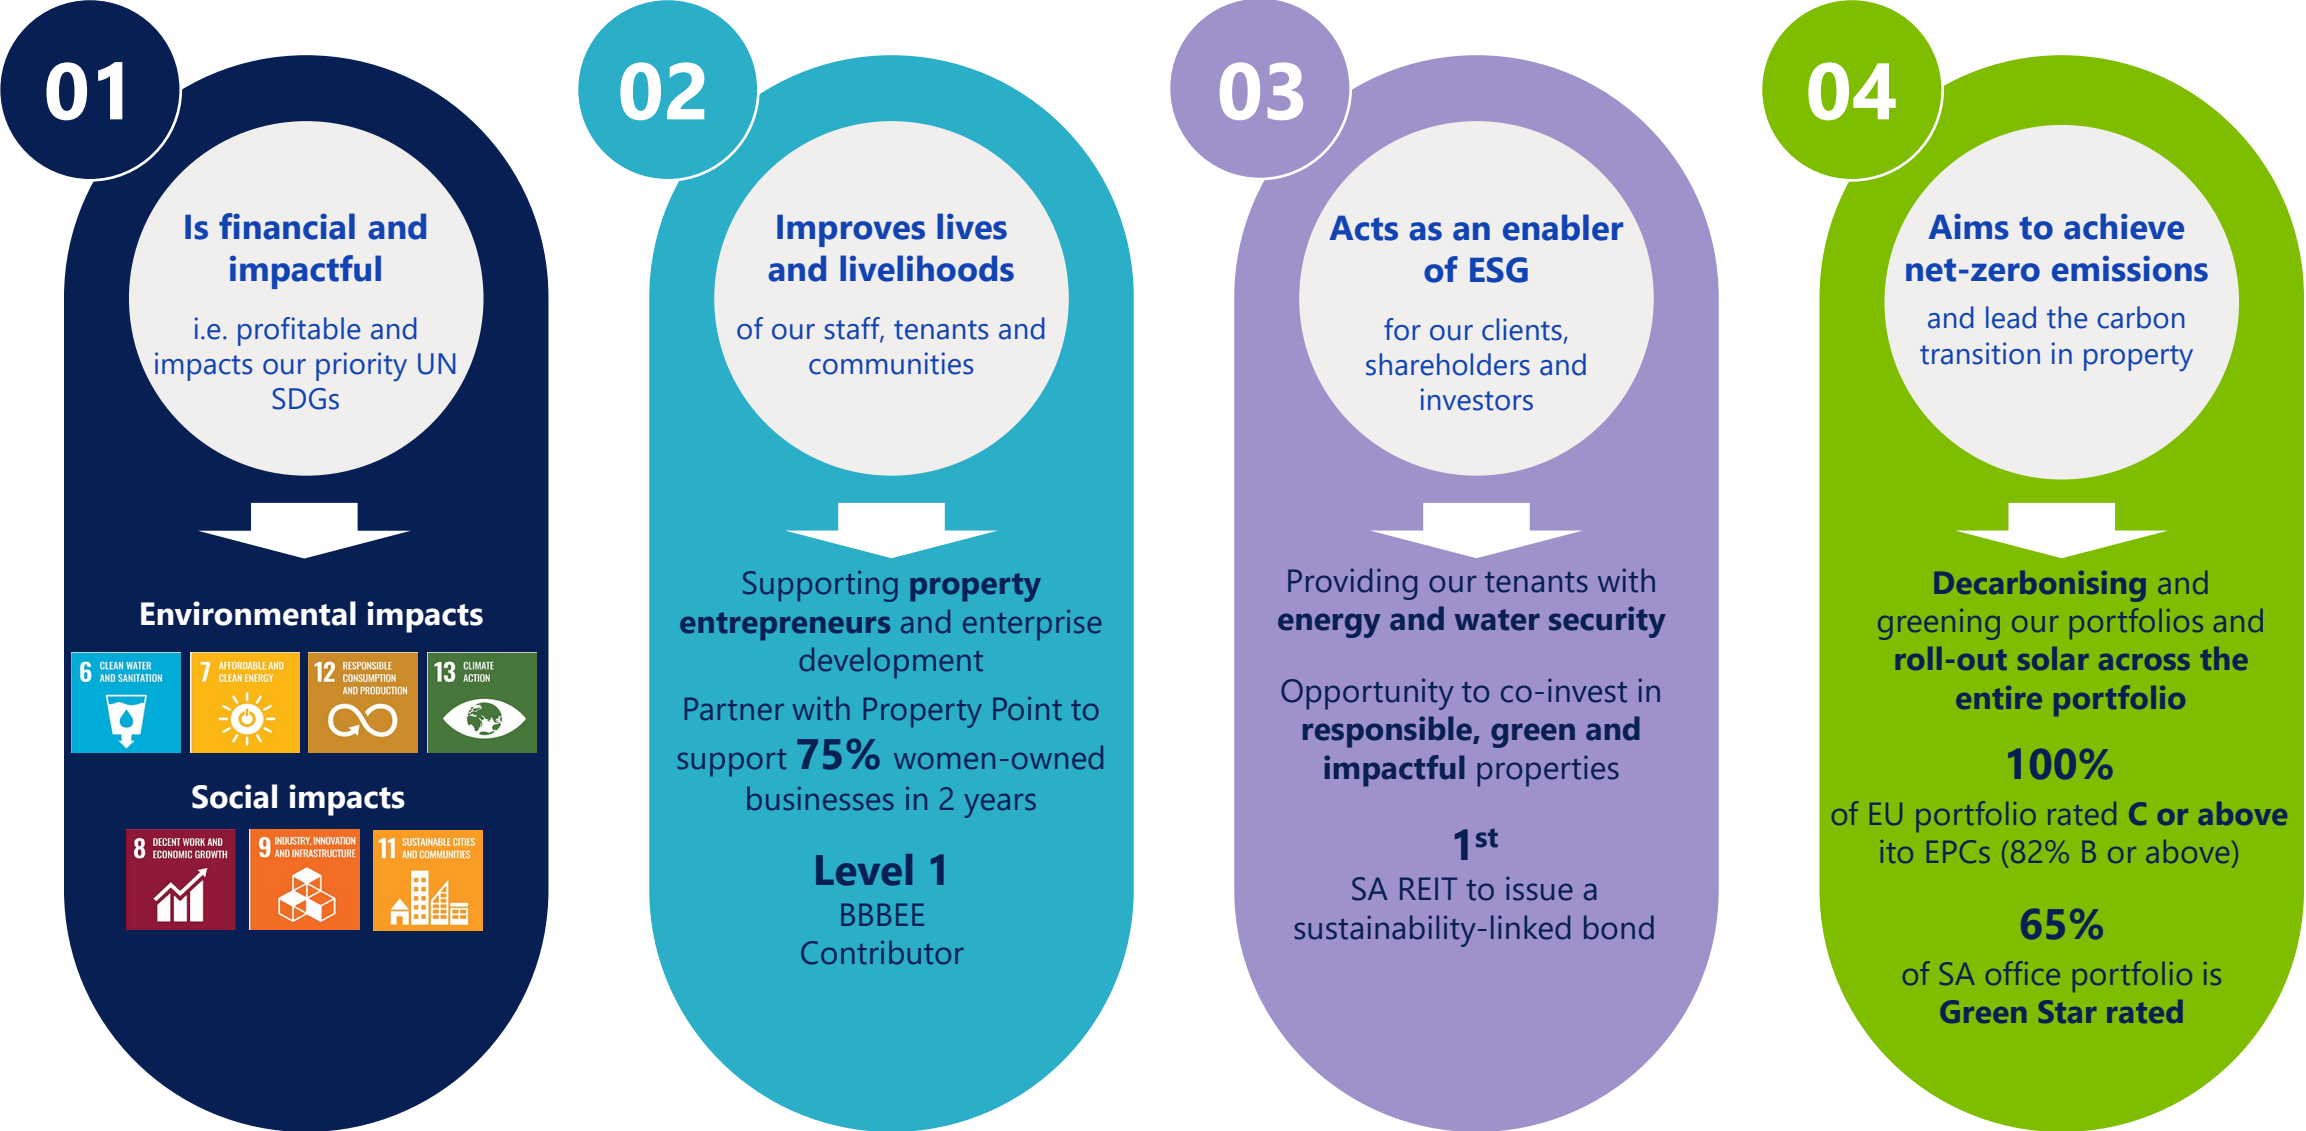 01
Is financial and
impactful
i.e. profitable and
impacts our priority UN
SDGs
Environmental impacts
6 CLEAN WATER
AND SANITATION
7 AFFORDABLE AND
CLEAN ENERGY
12 RESPONSIBLE
CONSUMPTION
AND PRODUCTION
13 CLIMATE
ACTION
Social impacts
8 DECENT WORK AND
ECONOMIC GROWTH
9 INDUSTRY, INNOVATION
AND INFRASTRUCTURE
11 SUSTAINABLE CITIES
AND COMMUNITIES
02
Improves lives
and livelihoods
of our staff, tenants and
communities
Supporting property
entrepreneurs and enterprise
development
Partner with Property Point to
support 75% women-owned
businesses in 2 years
Level 1
BBBEE
Contributor
03
Acts as an enabler
of ESG
for our clients,
shareholders and
investors
Providing our tenants with
energy and water security
Opportunity to co-invest in
responsible, green and
impactful properties
1st
SA REIT to issue a
sustainability-linked bond
04
Aims to achieve
net-zero emissions
and lead the carbon
transition in property
Decarbonising and
greening our portfolios and
roll-out solar across the
entire portfolio
100%
of EU portfolio rated C or above
ito EPCs (82% B or above)
65%
of SA office portfolio is
Green Star rated